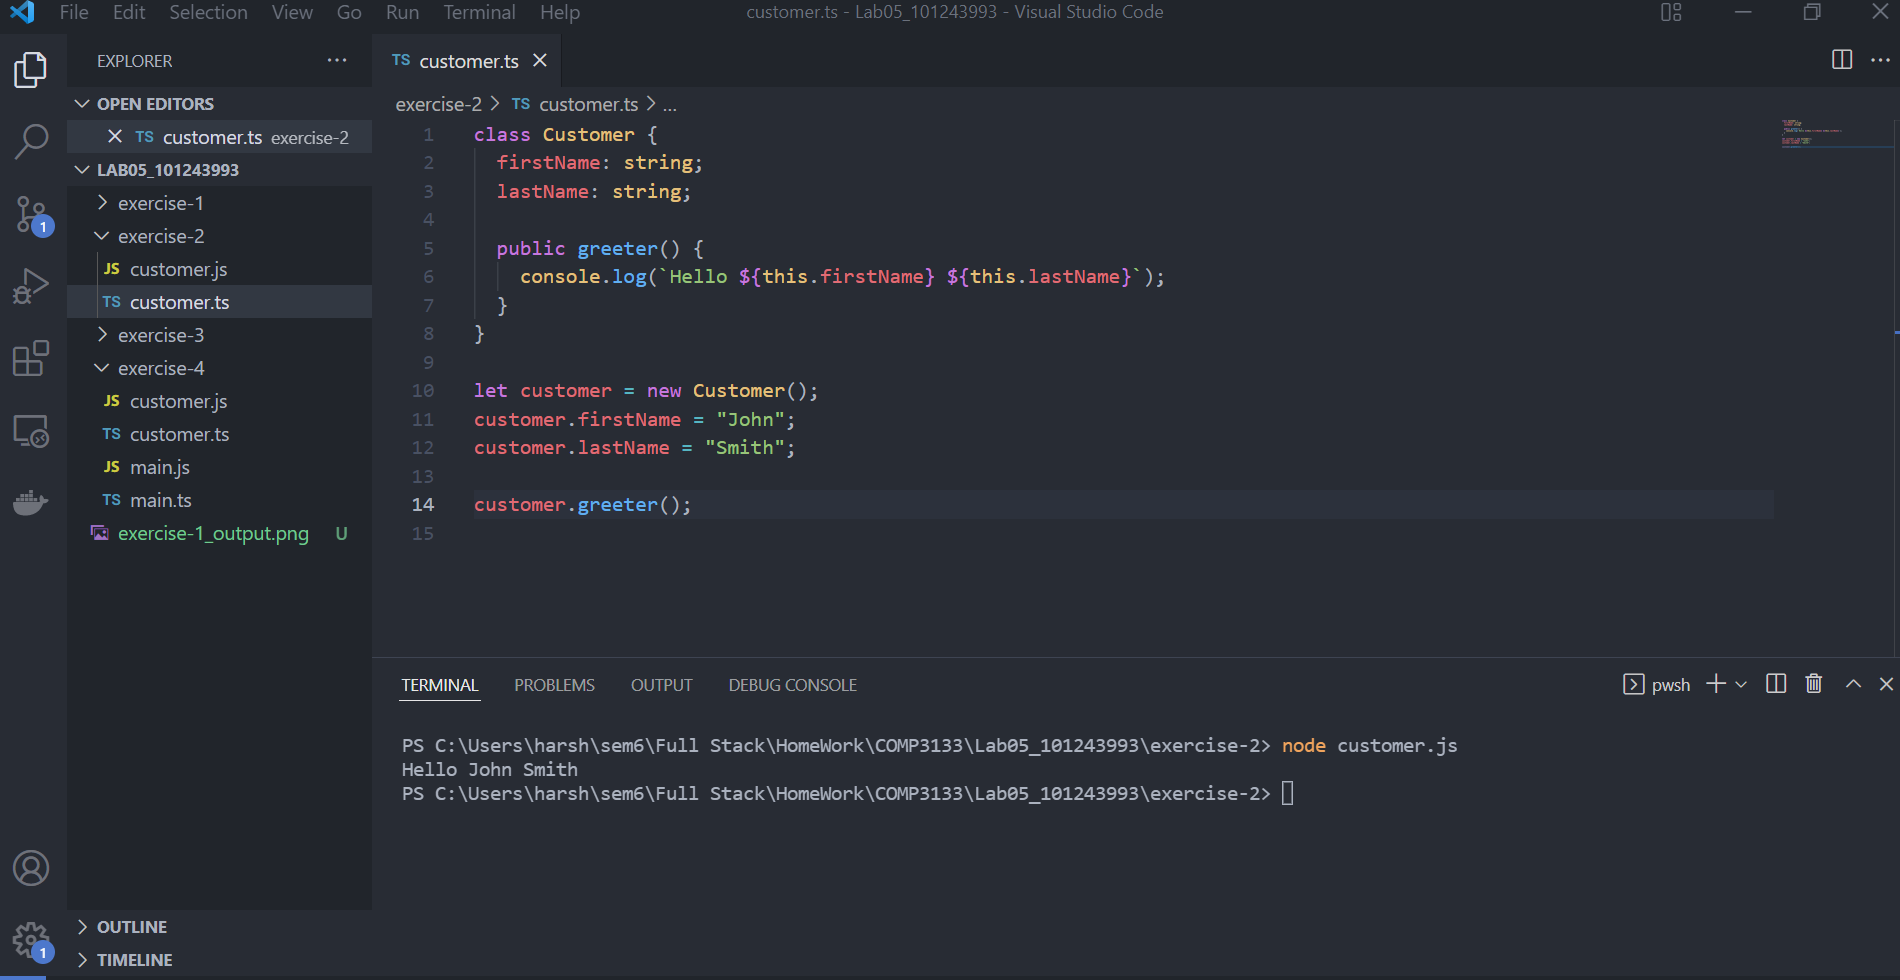 File Edit Selection View Go Run Terminal Help
customer.ts - Lab05_101243993 - Visual Studio Code
EXPLORER
OPEN EDITORS
TS customer.ts exercise-2
LAB05_101243993
exercise-1
exercise-2
JS customer.js
TS customer.ts
exercise-3
exercise-4
JS customer.js
TS customer.ts
JS main.js
TS main.ts
exercise-1_output.png U
OUTLINE
TIMELINE
1
1
TS customer.ts
exercise-2 > TS customer.ts > ...
1 class Customer {
2 firstName: string;
3 lastName: string;
4
5 public greeter() {
6 console.log(`Hello ${this.firstName} ${this.lastName}`);
7 }
8 }
9
10 let customer = new Customer();
11 customer.firstName = "John";
12 customer.lastName = "Smith";
13
14 customer.greeter();
15
TERMINAL PROBLEMS OUTPUT DEBUG CONSOLE
pwsh
PS C:\Users\harsh\sem6\Full Stack\HomeWork\COMP3133\Lab05_101243993\exercise-2> node customer.js
Hello John Smith
PS C:\Users\harsh\sem6\Full Stack\HomeWork\COMP3133\Lab05_101243993\exercise-2>